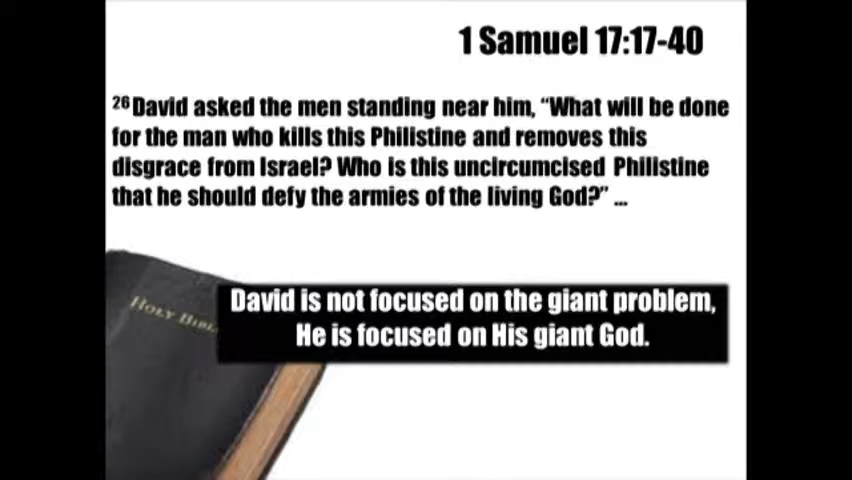 1 Samuel 17:17-40
26 David asked the men standing near him, “What will be done
for the man who kills this Philistine and removes this
disgrace from Israel? Who is this uncircumcised Philistine
that he should defy the armies of the living God?” ...
HOLY BIBL
David is not focused on the giant problem,
He is focused on His giant God.